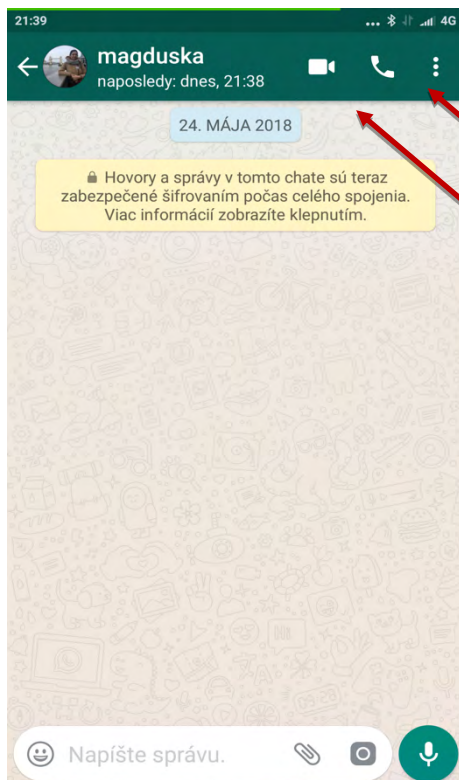 21:39
... 4G
magduska
naposledy: dnes, 21:38
24. MÁJA 2018
Hovory a správy v tomto chate sú teraz
zabezpečené šifrovaním počas celého spojenia.
Viac informácií zobrazíte klepnutím.
Napíšte správu.